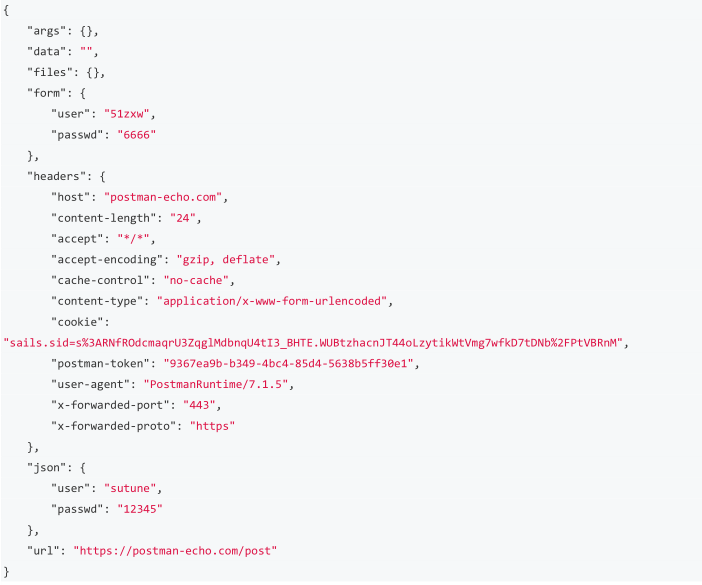 {
"args": {},
"data": "",
"files": {},
"form": {
"user": "51zxw",
"passwd": "6666"
},
"headers": {
"host": "postman-echo.com",
"content-length": "24",
"accept": "*/*",
"accept-encoding": "gzip, deflate",
"cache-control": "no-cache",
"content-type": "application/x-www-form-urlencoded",
"cookie":
"sails.sid=s%3ARNfROdcmaqrU3ZqglMdbnqU4tI3_BHTE.WUBtzhacnJT44oLzytikWtVmg7wfkD7tDNb%2FPtVBRnM",
"postman-token": "9367ea9b-b349-4bc4-85d4-5638b5ff30e1",
"user-agent": "PostmanRuntime/7.1.5",
"x-forwarded-port": "443",
"x-forwarded-proto": "https"
},
"json": {
"user": "sutune",
"passwd": "12345"
},
"url": "https://postman-echo.com/post"
}